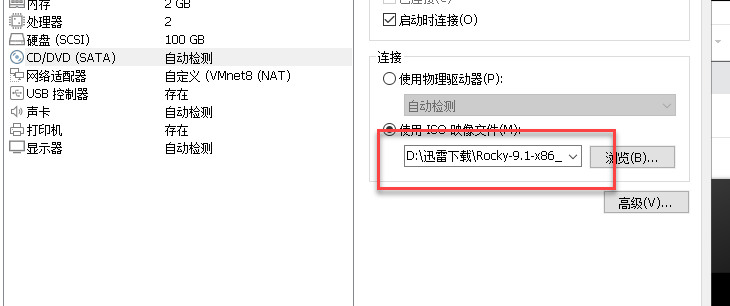 内存 2 GB
处理器 2
硬盘 (SCSI) 100 GB
CD/DVD (SATA) 自动检测
网络适配器 自定义 (VMnet8 (NAT)
USB 控制器 存在
声卡 自动检测
打印机 存在
显示器 自动检测
已连接(C)
启动时连接(O)
连接
使用物理驱动器(P):
自动检测
使用 ISO 映像文件(M):
D:\迅雷下载\Rocky-9.1-x86_
浏览(B)...
高级(V)...